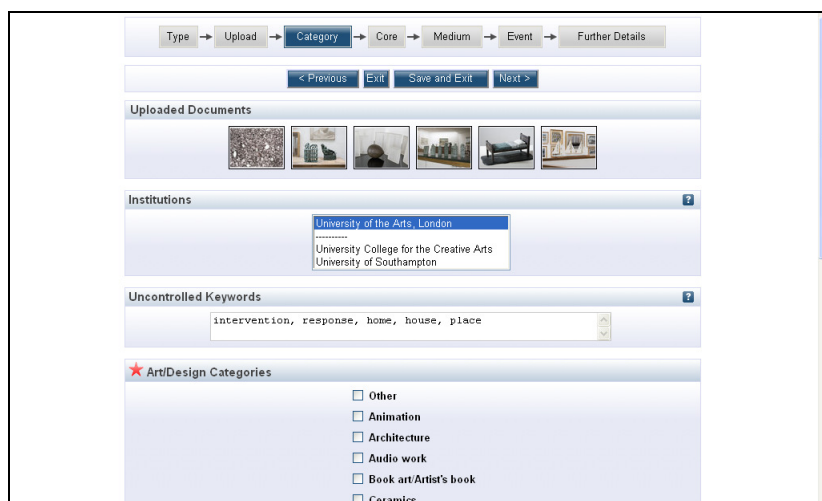 Type Upload Category Core Medium Event Further Details
< Previous Exit Save and Exit Next >
Uploaded Documents
Institutions ?
University of the Arts, London
----------
University College for the Creative Arts
University of Southampton
Uncontrolled Keywords ?
intervention, response, home, house, place
Art/Design Categories
Other
Animation
Architecture
Audio work
Book art/Artist's book
Ceramics